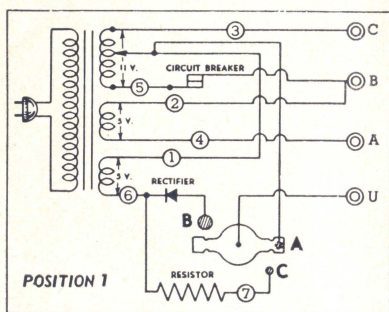 3
C
11 V.
CIRCUIT BREAKER
5
B
2
5 V.
4
A
1
5 V.
RECTIFIER
U
6
B
A
C
POSITION 1
RESISTOR
7